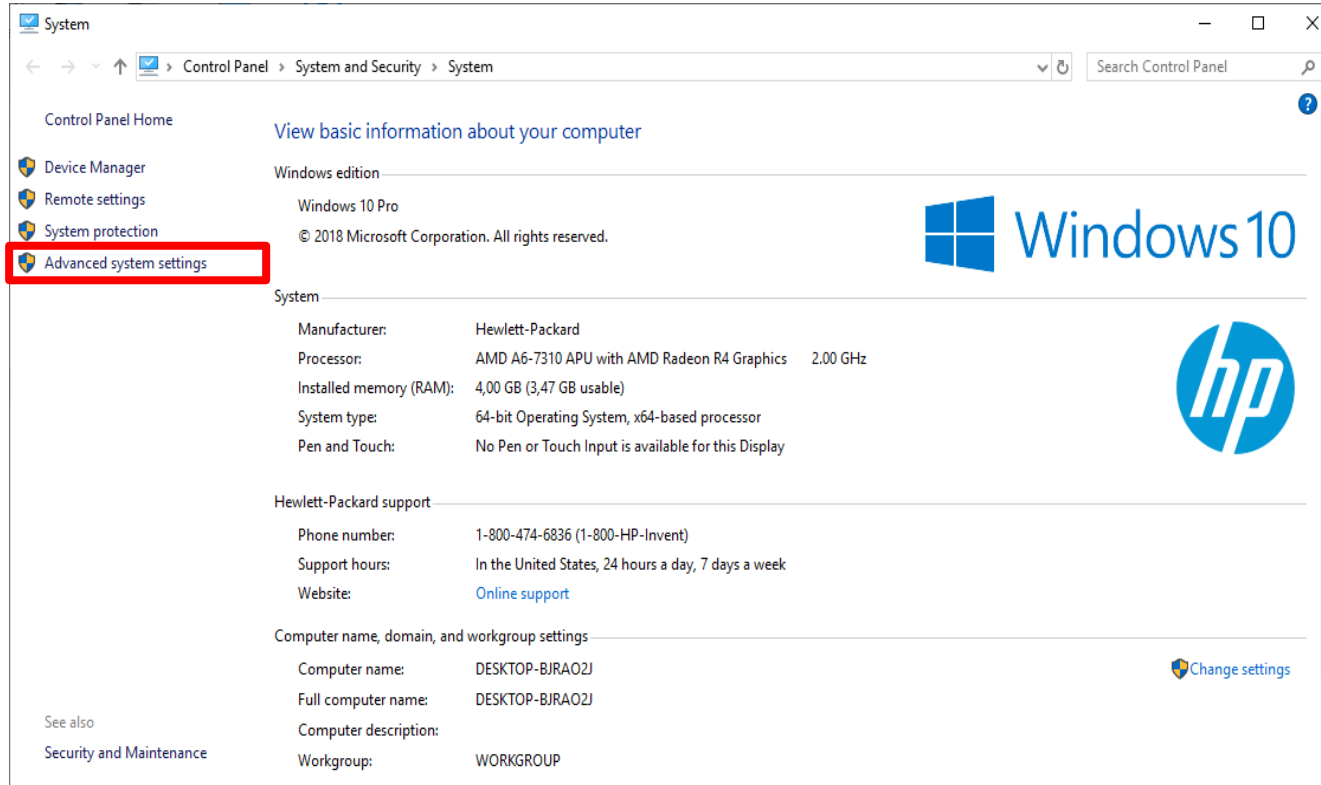 System
Control Panel > System and Security > System
Search Control Panel
?
Control Panel Home
Device Manager
Remote settings
System protection
Advanced system settings
See also
Security and Maintenance
View basic information about your computer
Windows edition
Windows 10 Pro
© 2018 Microsoft Corporation. All rights reserved.
Windows 10
System
Manufacturer: Hewlett-Packard
Processor: AMD A6-7310 APU with AMD Radeon R4 Graphics 2.00 GHz
Installed memory (RAM): 4,00 GB (3,47 GB usable)
System type: 64-bit Operating System, x64-based processor
Pen and Touch: No Pen or Touch Input is available for this Display
hp
Hewlett-Packard support
Phone number: 1-800-474-6836 (1-800-HP-Invent)
Support hours: In the United States, 24 hours a day, 7 days a week
Website: Online support
Computer name, domain, and workgroup settings
Computer name: DESKTOP-BJRAO2J
Change settings
Full computer name: DESKTOP-BJRAO2J
Computer description:
Workgroup: WORKGROUP